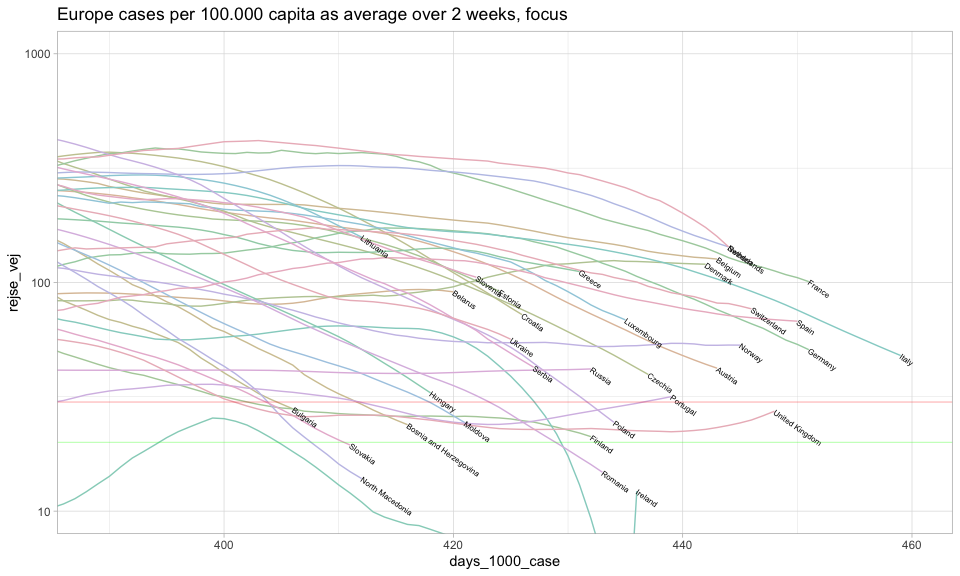 Europe cases per 100.000 capita as average over 2 weeks, focus
1000
100
10
rejse_vej
Lithuania
Netherlands
Belgium
Denmark
France
Greece
Slovenia
Estonia
Belarus
Croatia
Luxembourg
Switzerland
Spain
Ukraine
Norway
Germany
Italy
Serbia
Russia
Czechia
Austria
Hungary
Portugal
Bulgaria
Moldova
Poland
United Kingdom
Bosnia and Herzegovina
Finland
Slovakia
Romania
North Macedonia
Ireland
400
420
440
460
days_1000_case